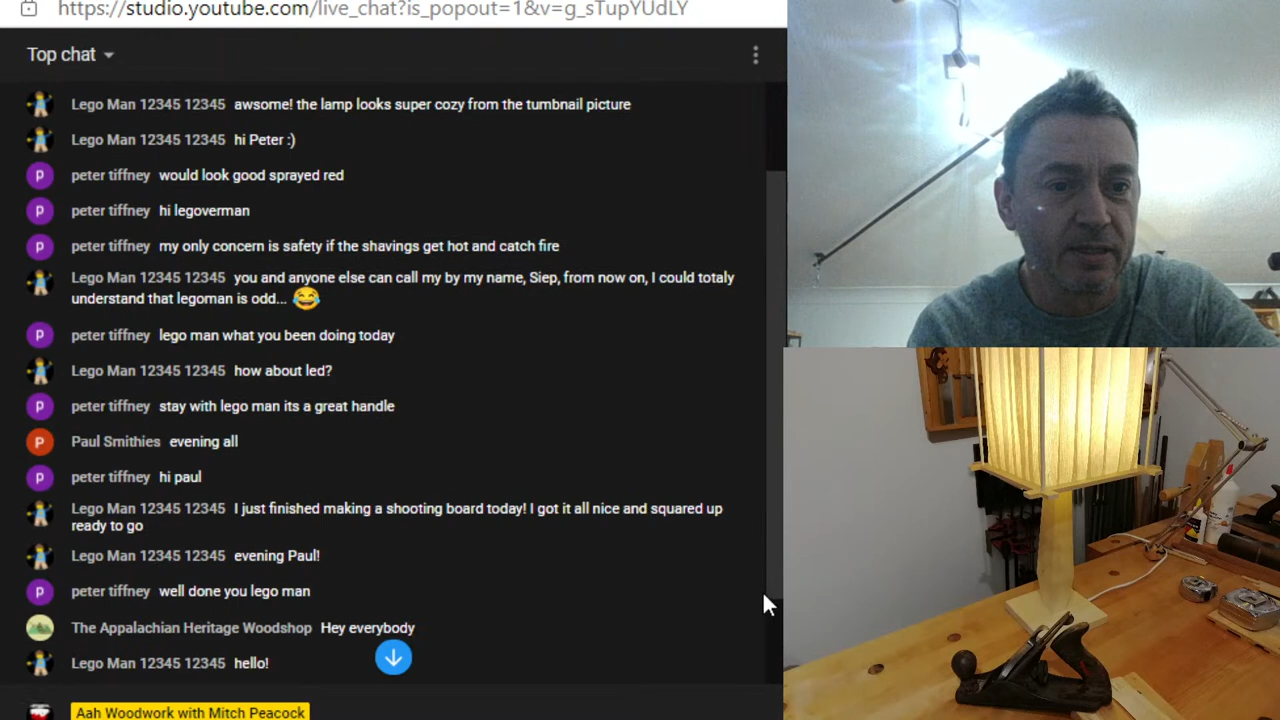 https://studio.youtube.com/live_chat?is_popout=1&v=g_sTupYUdLY
Top chat
Lego Man 12345 12345 awsome! the lamp looks super cozy from the tumbnail picture
Lego Man 12345 12345 hi Peter :)
P peter tiffney would look good sprayed red
P peter tiffney hi legoverman
P peter tiffney my only concern is safety if the shavings get hot and catch fire
Lego Man 12345 12345 you and anyone else can call my by my name, Siep, from now on, I could totaly
understand that legoman is odd... 😂
P peter tiffney lego man what you been doing today
Lego Man 12345 12345 how about led?
P peter tiffney stay with lego man its a great handle
P Paul Smithies evening all
P peter tiffney hi paul
Lego Man 12345 12345 I just finished making a shooting board today! I got it all nice and squared up
ready to go
Lego Man 12345 12345 evening Paul!
P peter tiffney well done you lego man
The Appalachian Heritage Woodshop Hey everybody
Lego Man 12345 12345 hello!
Aah Woodwork with Mitch Peacock